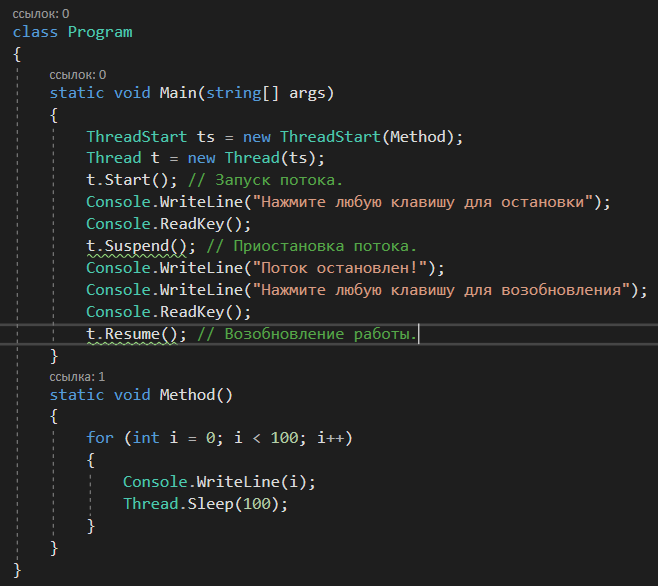 ссылок: 0
class Program
{
ссылок: 0
static void Main(string[] args)
{
ThreadStart ts = new ThreadStart(Method);
Thread t = new Thread(ts);
t.Start(); // Запуск потока.
Console.WriteLine("Нажмите любую клавишу для остановки");
Console.ReadKey();
t.Suspend(); // Приостановка потока.
Console.WriteLine("Поток остановлен!");
Console.WriteLine("Нажмите любую клавишу для возобновления");
Console.ReadKey();
t.Resume(); // Возобновление работы.
}
ссылка: 1
static void Method()
{
for (int i = 0; i < 100; i++)
{
Console.WriteLine(i);
Thread.Sleep(100);
}
}
}